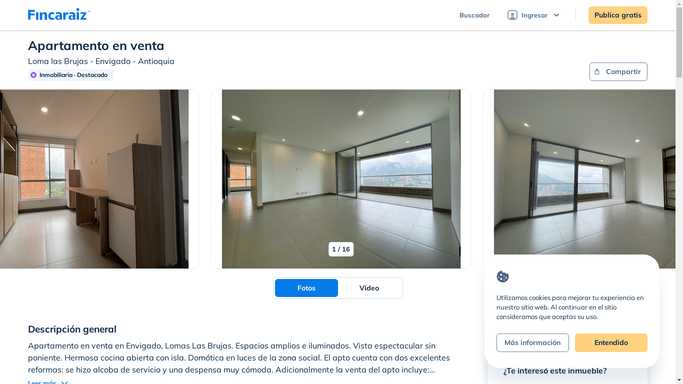 Fincaraiz
Buscador
Ingresar
Publica gratis
Apartamento en venta
Loma las Brujas - Envigado - Antioquia
Inmobiliaria - Destacado
Compartir
1 / 16
Fotos
Video
Utilizamos cookies para mejorar tu experiencia en
nuestro sitio web. Al continuar en el sitio
consideramos que aceptas su uso.
Más información
Entendido
Descripción general
Apartamento en venta en Envigado, Lomas Las Brujas. Espacios amplios e iluminados. Vista espectacular sin
poniente. Hermosa cocina abierta con isla. Domótica en luces de la zona social. El apto cuenta con dos excelentes
reformas: se hizo alcoba de servicio y una despensa muy cómoda. Adicionalmente la venta del apto incluye:...
Leer más
¿Te interesó este inmueble?